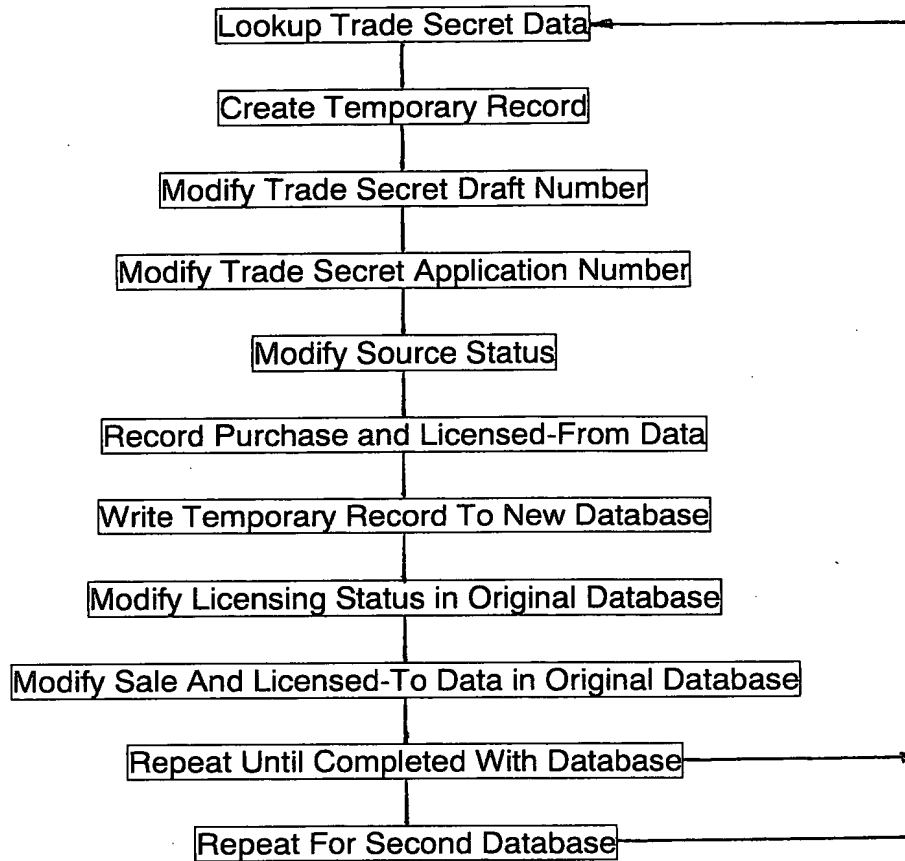 Lookup Trade Secret Data
Create Temporary Record
Modify Trade Secret Draft Number
Modify Trade Secret Application Number
Modify Source Status
Record Purchase and Licensed-From Data
Write Temporary Record To New Database
Modify Licensing Status in Original Database
Modify Sale And Licensed-To Data in Original Database
Repeat Until Completed With Database
Repeat For Second Database